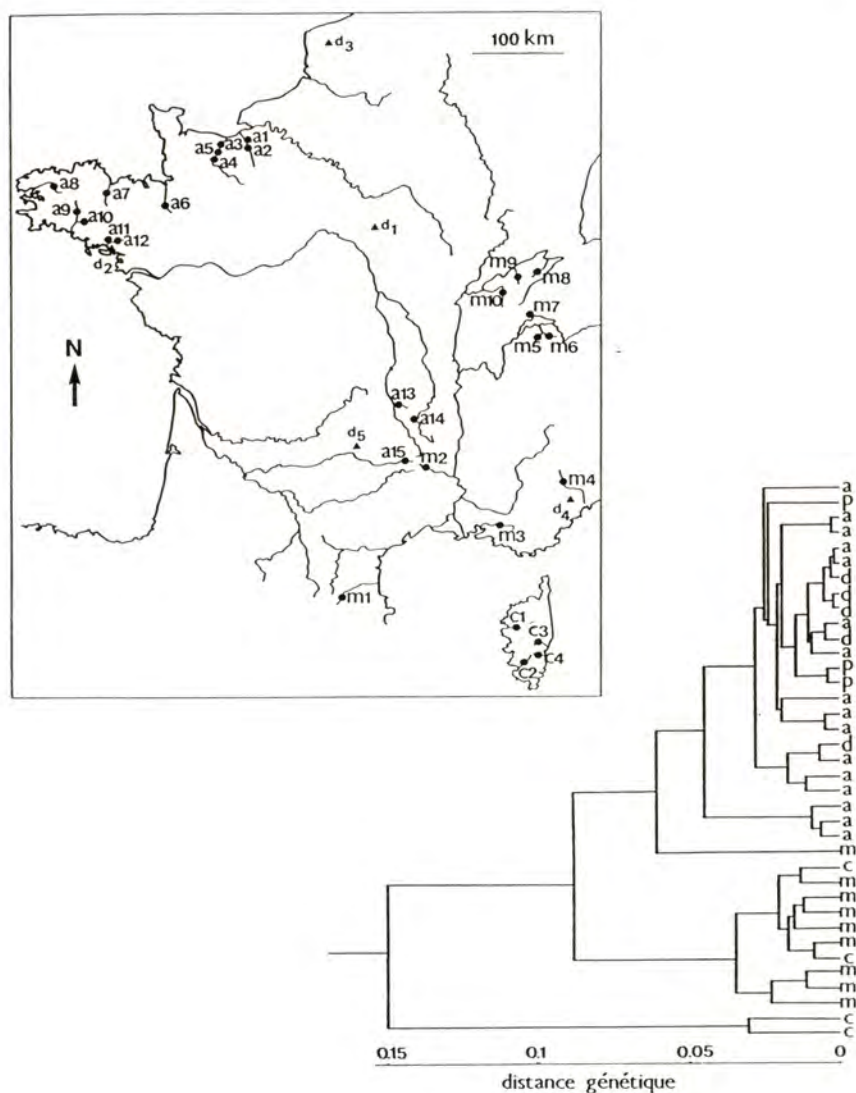 d3
100 km
a1
a3
a5
a2
a4
a8
a7
a6
a9
a10
a11
a12
d2
d1
m9
m8
m10
m7
m5 m6
N
a13
a14
d5
a15
m2
m4
d4
m3
m1
C1
C3
C4
C2
a
p
a
a
a
a
d
d
d
a
d
a
p
p
a
a
a
d
a
a
a
a
a
a
m
c
m
m
m
m
m
c
m
m
m
c
c
0.15 0.1 0.05 0
distance génétique